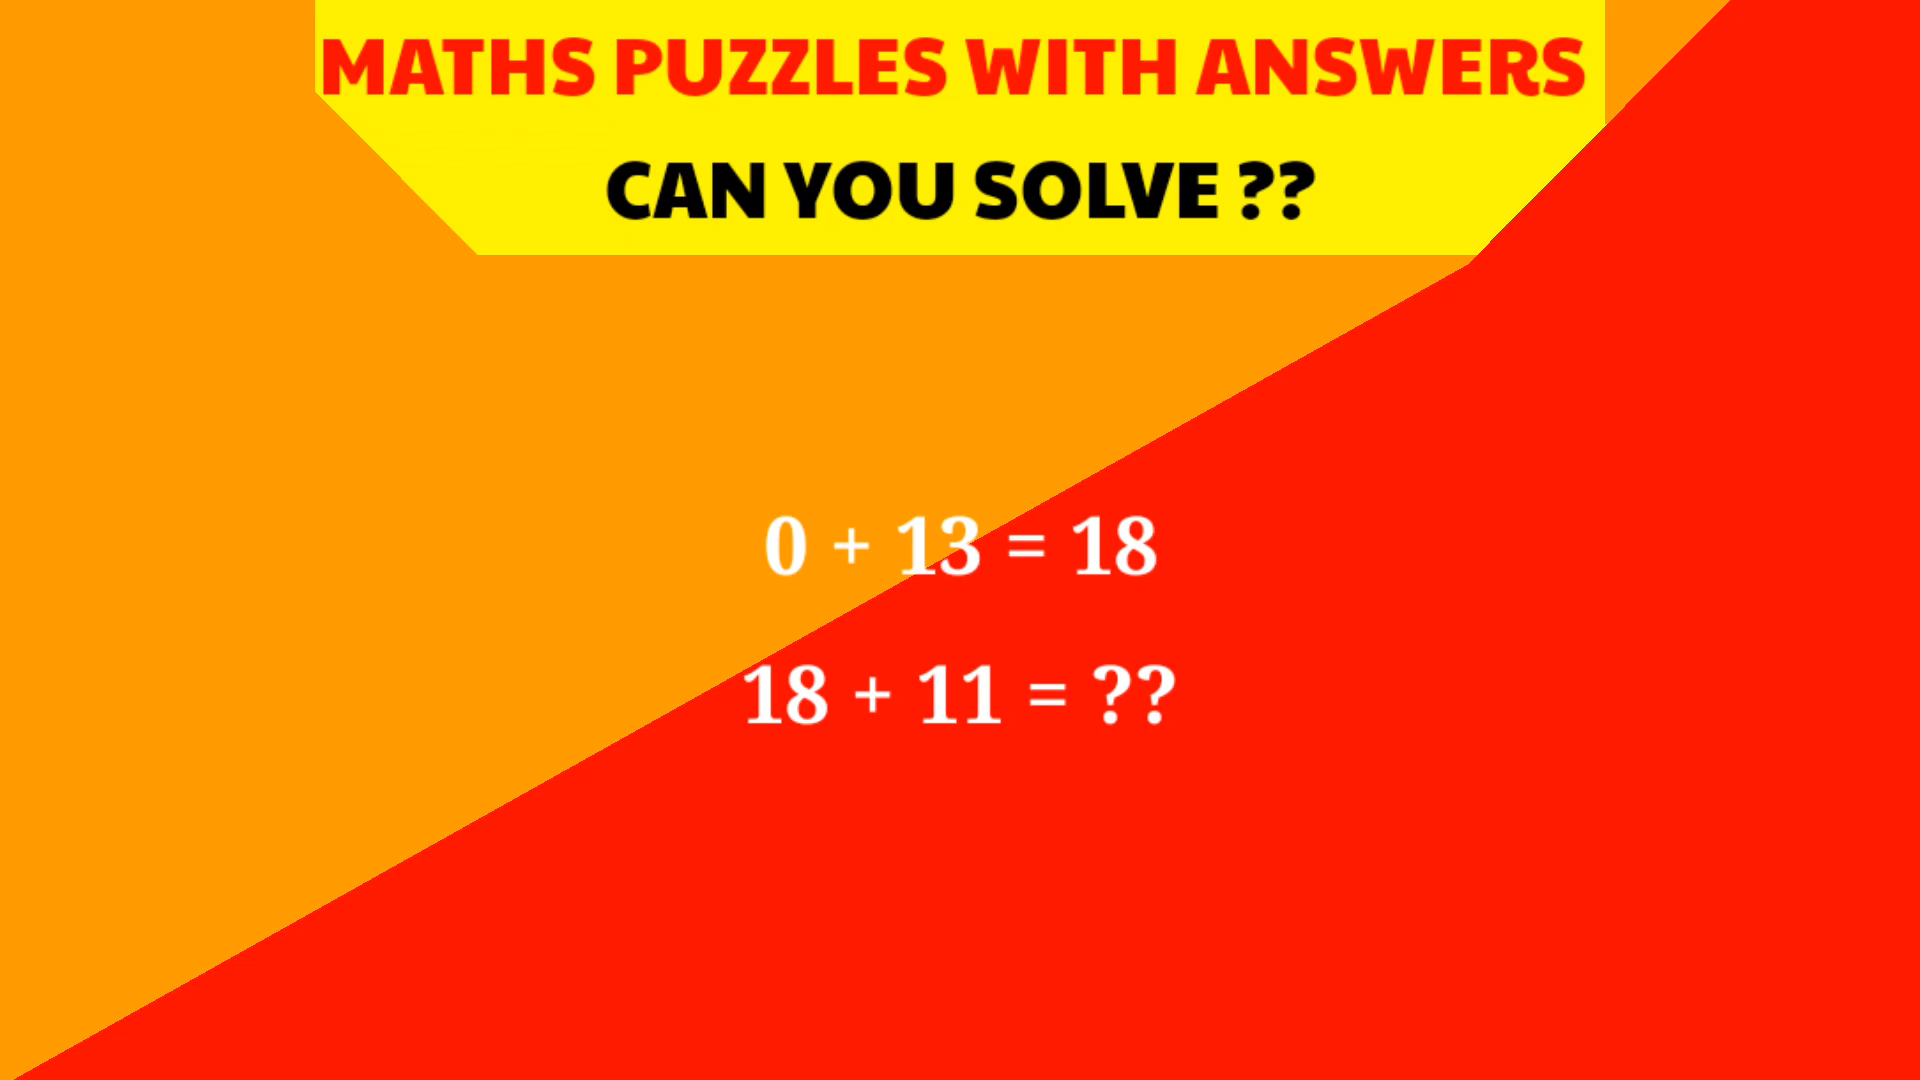 MATHS PUZZLES WITH ANSWERS
CAN YOU SOLVE ??
0 + 13 = 18
18 + 11 = ??